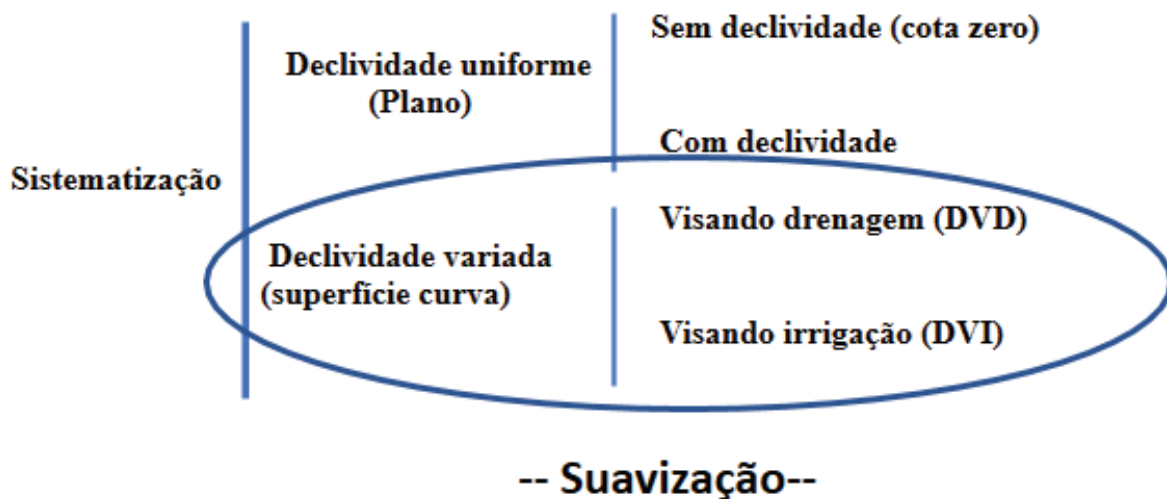 Sistematização
Declividade uniforme
(Plano)
Sem declividade (cota zero)
Com declividade
Declividade variada
(superfície curva)
Visando drenagem (DVD)
Visando irrigação (DVI)
-- Suavização--